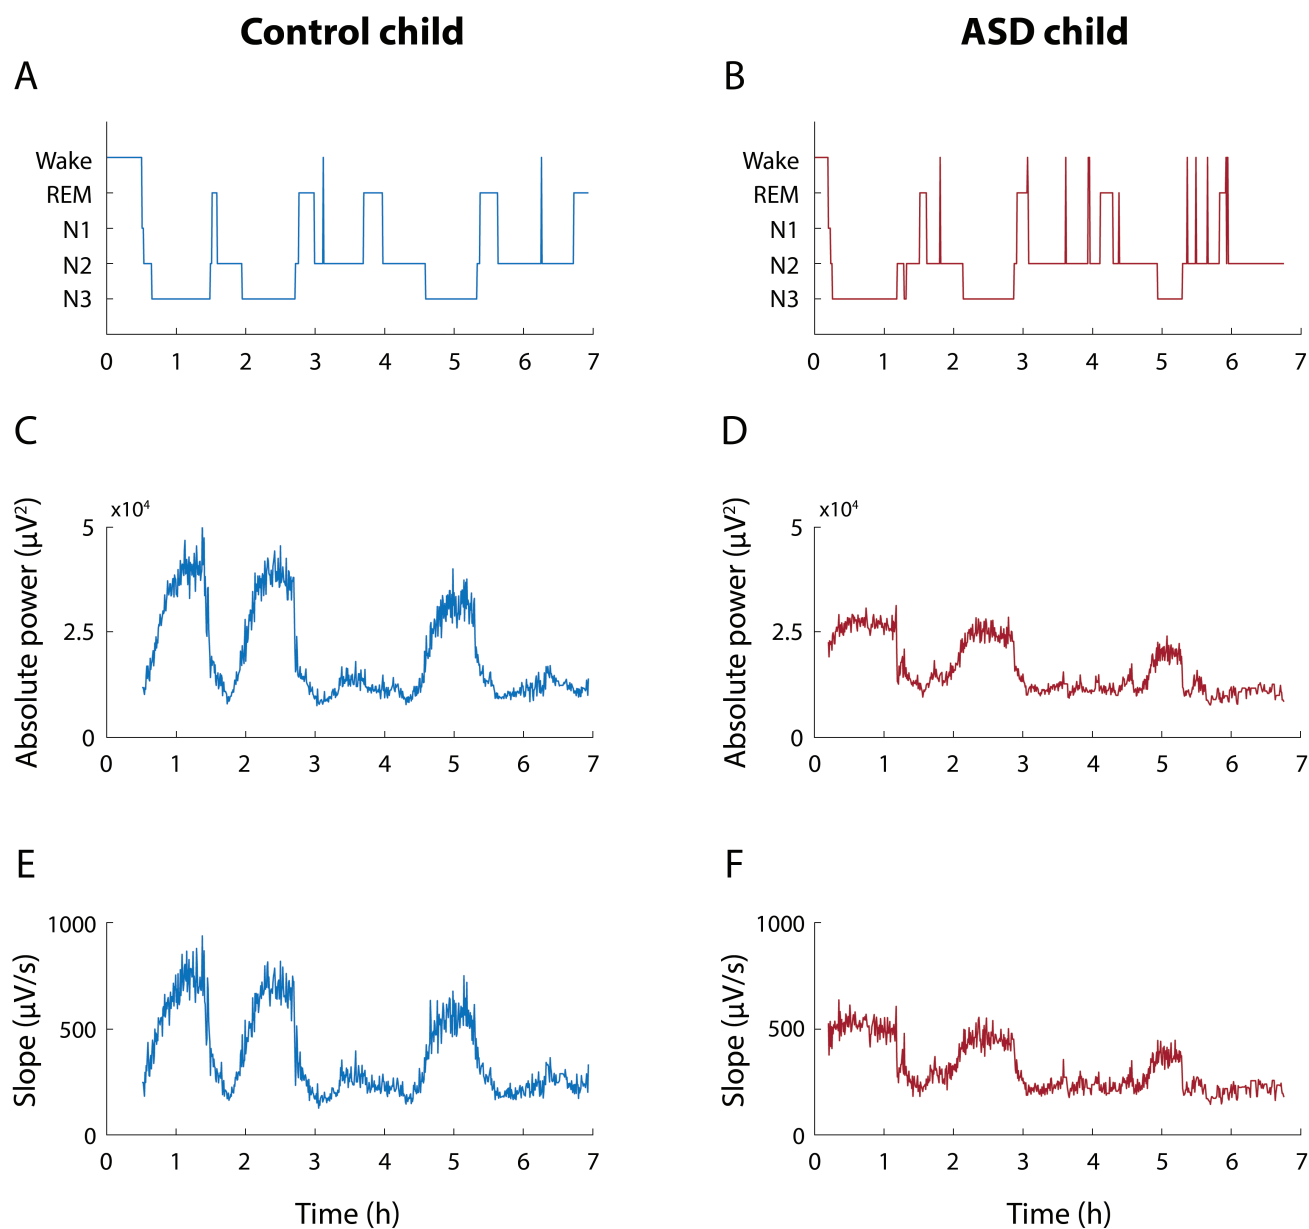 Control child
ASD child
A
B
Wake
REM
N1
N2
N3
0 1 2 3 4 5 6 7
Wake
REM
N1
N2
N3
0 1 2 3 4 5 6 7
C
D
x10⁴
Absolute power (µV²)
5
2.5
0
0 1 2 3 4 5 6 7
x10⁴
Absolute power (µV²)
5
2.5
0
0 1 2 3 4 5 6 7
E
F
Slope (µV/s)
1000
500
0
0 1 2 3 4 5 6 7
Time (h)
Slope (µV/s)
1000
500
0
0 1 2 3 4 5 6 7
Time (h)